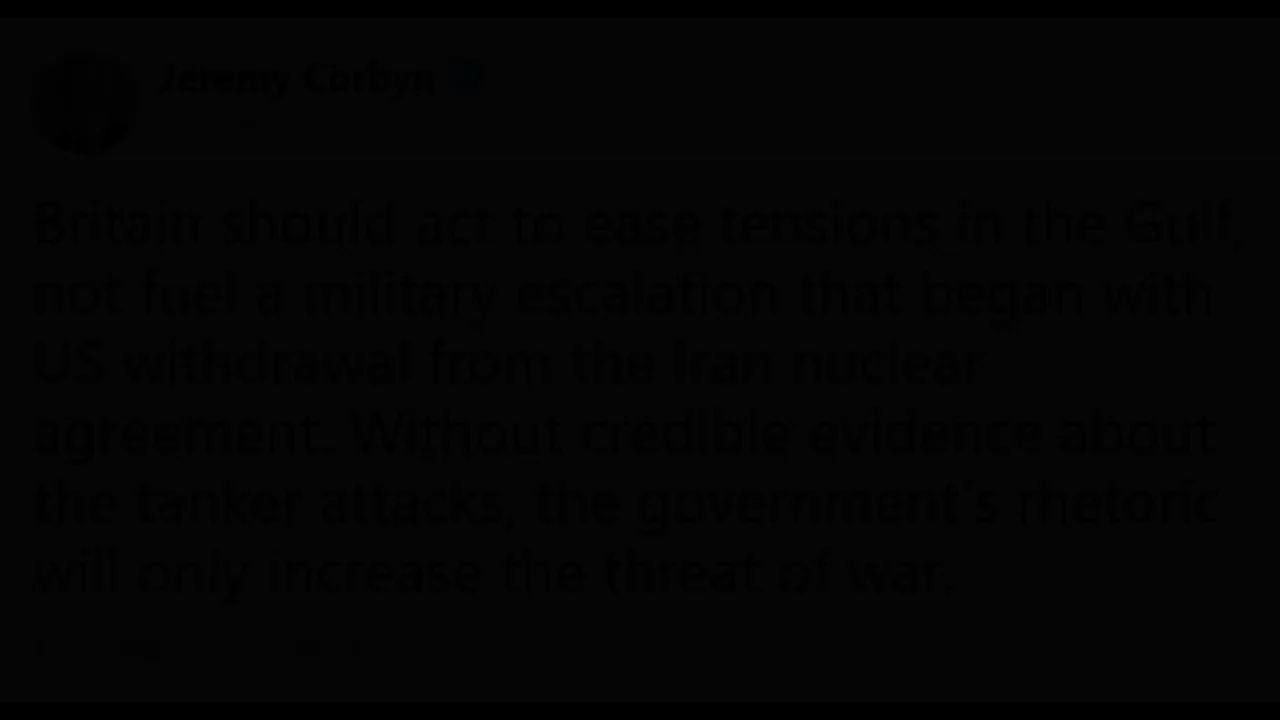 Jeremy Corbyn
Britain should act to ease tensions in the Gulf,
not fuel a military escalation that began with
US withdrawal from the Iran nuclear
agreement. Without credible evidence about
the tanker attacks, the government's rhetoric
will only increase the threat of war.